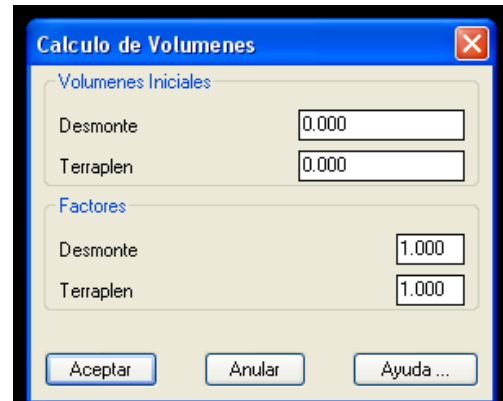 Calculo de Volumenes
Volumenes Iniciales
Desmonte 0.000
Terraplen 0.000
Factores
Desmonte 1.000
Terraplen 1.000
Aceptar Anular Ayuda ...